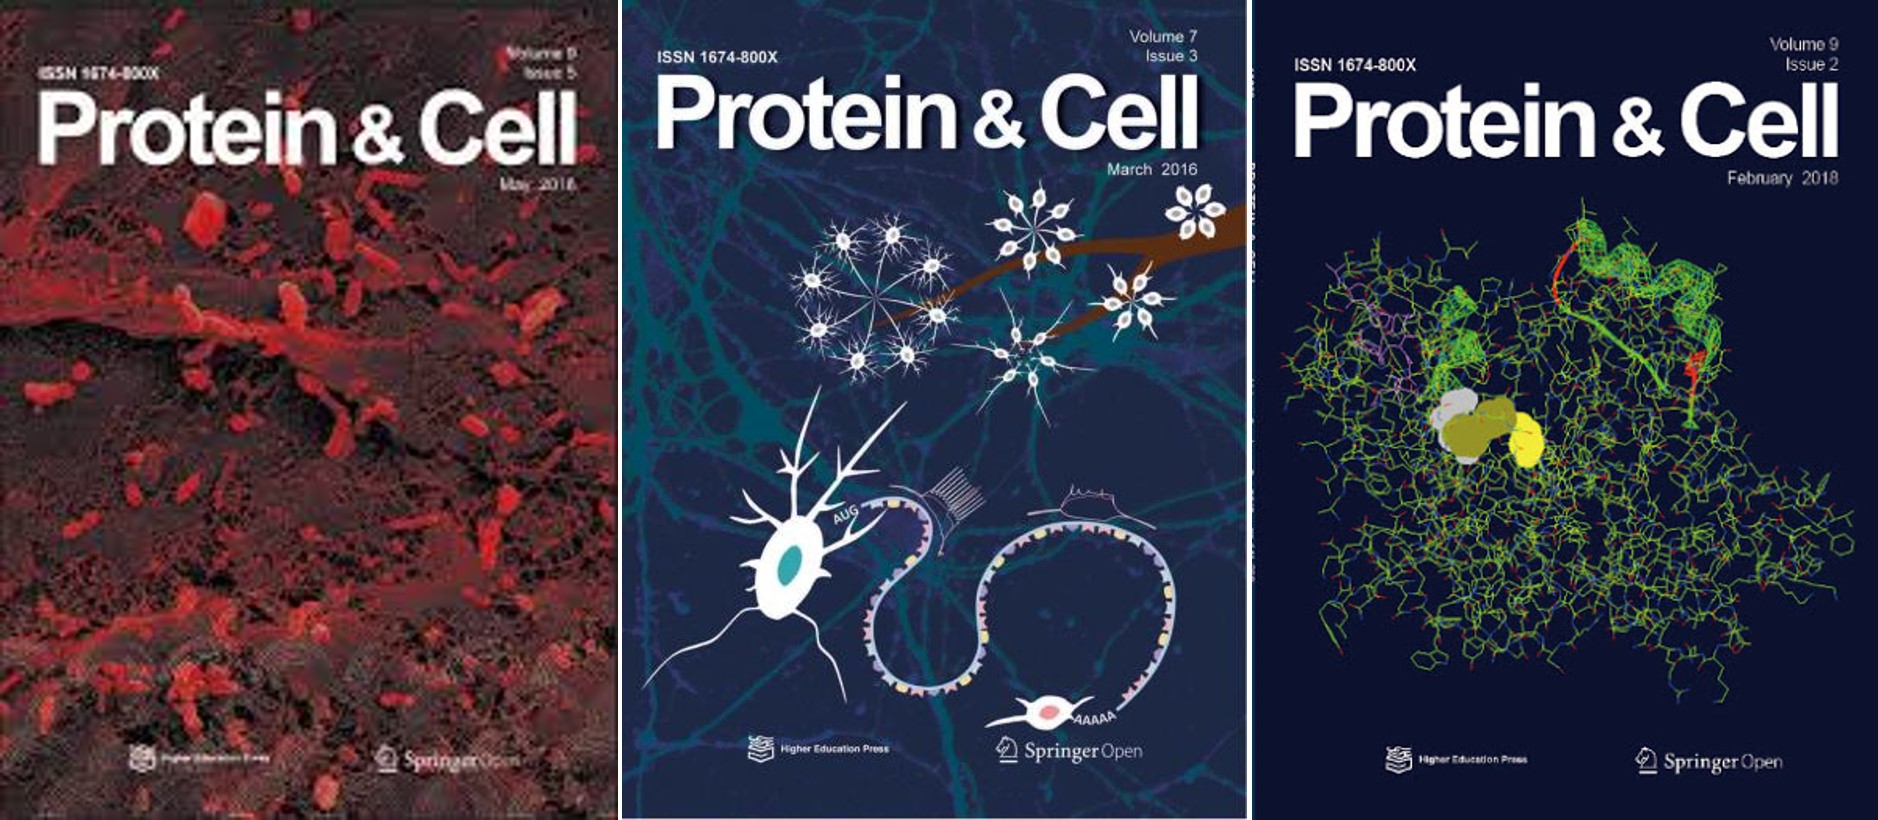 Volume 9
Issue 5
ISSN 1674-800X
Protein & Cell
May 2018
Higher Education Press
Springer Open
Volume 7
Issue 3
ISSN 1674-800X
Protein & Cell
March 2016
AUG
AAAAA
Higher Education Press
Springer Open
Volume 9
Issue 2
ISSN 1674-800X
Protein & Cell
February 2018
Higher Education Press
Springer Open